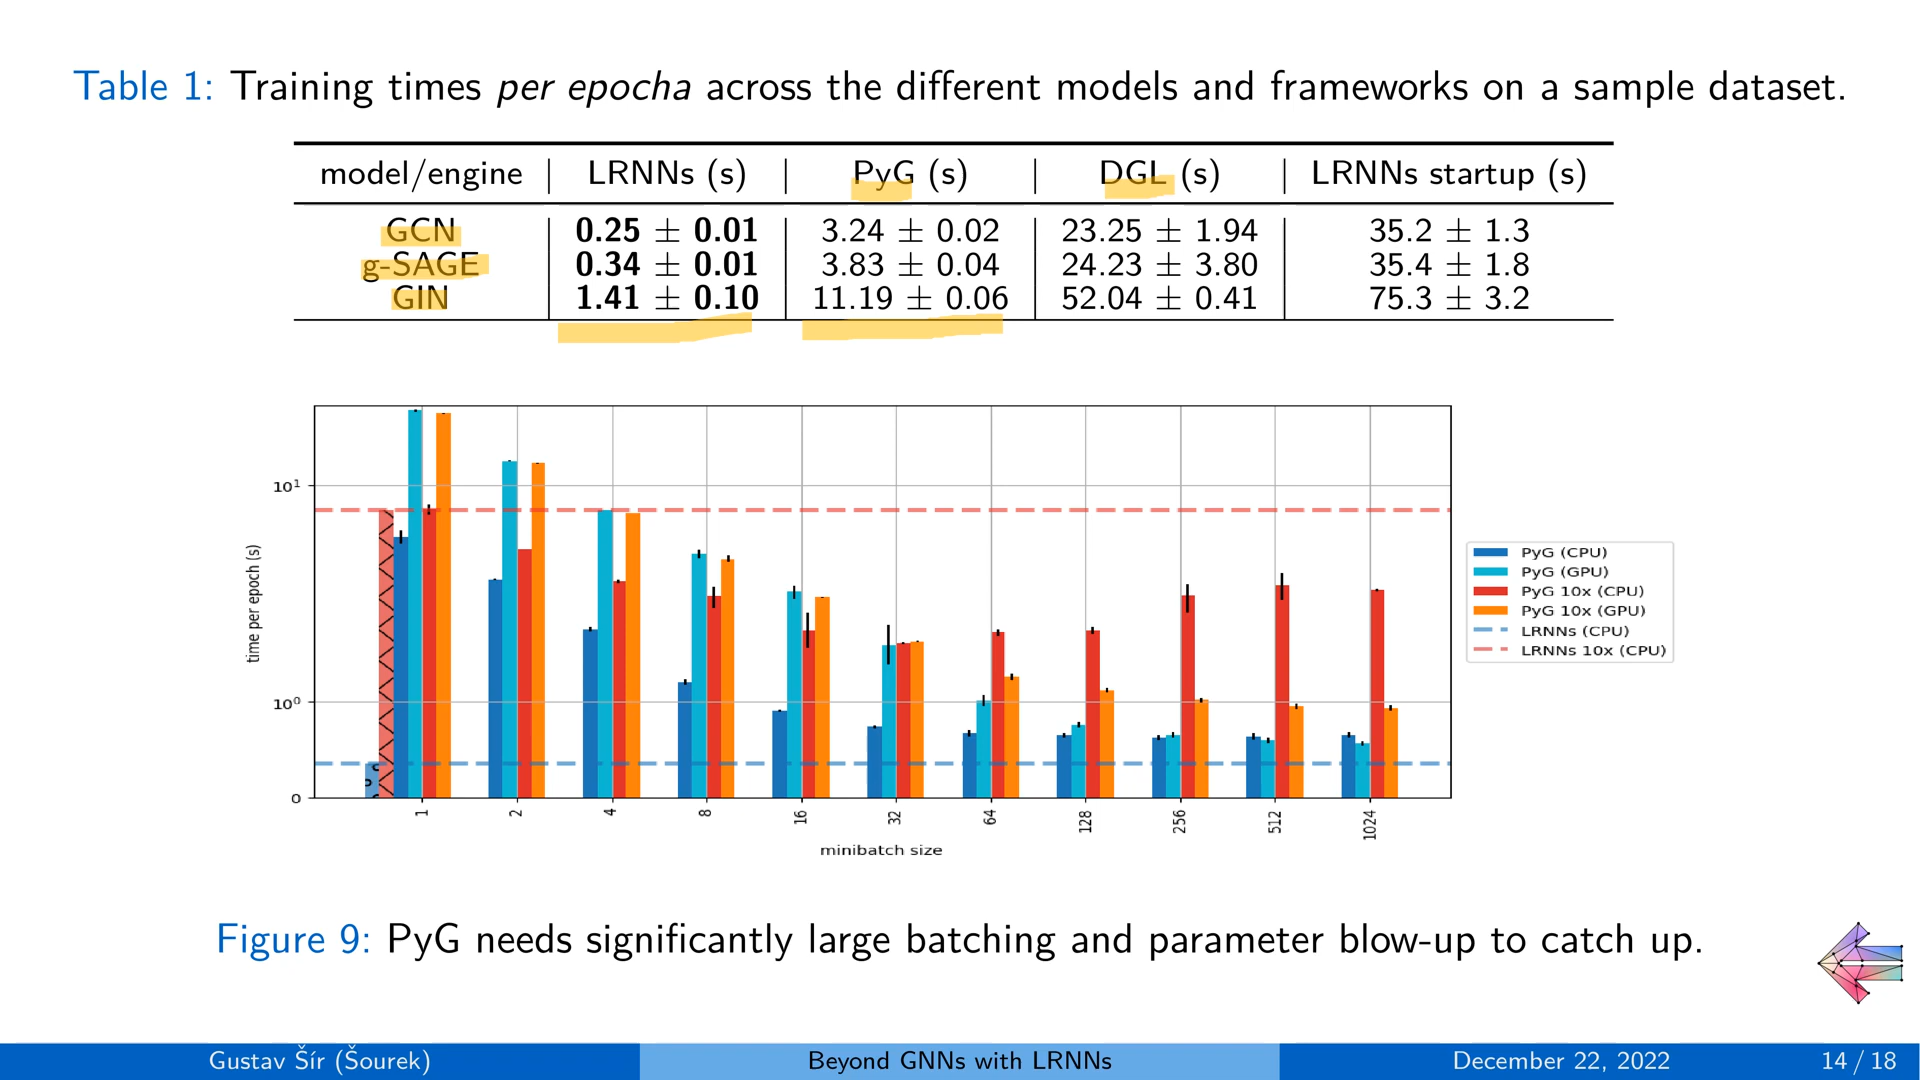 Table 1: Training times per epocha across the different models and frameworks on a sample dataset.
model/engine | LRNNs (s) | PyG (s) | DGL (s) | LRNNs startup (s)
GCN | 0.25 ± 0.01 | 3.24 ± 0.02 | 23.25 ± 1.94 | 35.2 ± 1.3
g-SAGE | 0.34 ± 0.01 | 3.83 ± 0.04 | 24.23 ± 3.80 | 35.4 ± 1.8
GIN | 1.41 ± 0.10 | 11.19 ± 0.06 | 52.04 ± 0.41 | 75.3 ± 3.2
time per epoch (s)
10¹
10⁰
0
1 2 4 8 16 32 64 128 256 512 1024
minibatch size
PyG (CPU)
PyG (GPU)
PyG 10x (CPU)
PyG 10x (GPU)
LRNNs (CPU)
LRNNs 10x (CPU)
Figure 9: PyG needs significantly large batching and parameter blow-up to catch up.
Gustav Šír (Šourek) Beyond GNNs with LRNNs December 22, 2022 14 / 18